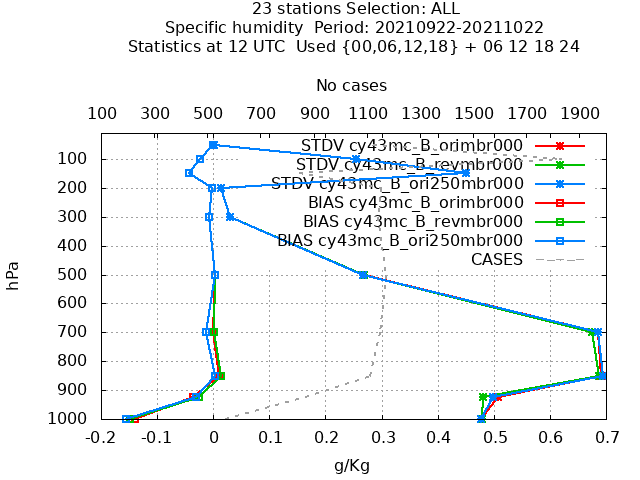 23 stations Selection: ALL
Specific humidity  Period: 20210922-20211022
Statistics at 12 UTC  Used {00,06,12,18} + 06 12 18 24
No cases
100 300 500 700 900 1100 1300 1500 1700 1900
STDV cy43mc_B_orimbr000
STDV cy43mc_B_revmbr000
STDV cy43mc_B_ori250mbr000
BIAS cy43mc_B_orimbr000
BIAS cy43mc_B_revmbr000
BIAS cy43mc_B_ori250mbr000
CASES
100
200
300
400
500
600
700
800
900
1000
hPa
-0.2 -0.1 0 0.1 0.2 0.3 0.4 0.5 0.6 0.7
g/Kg